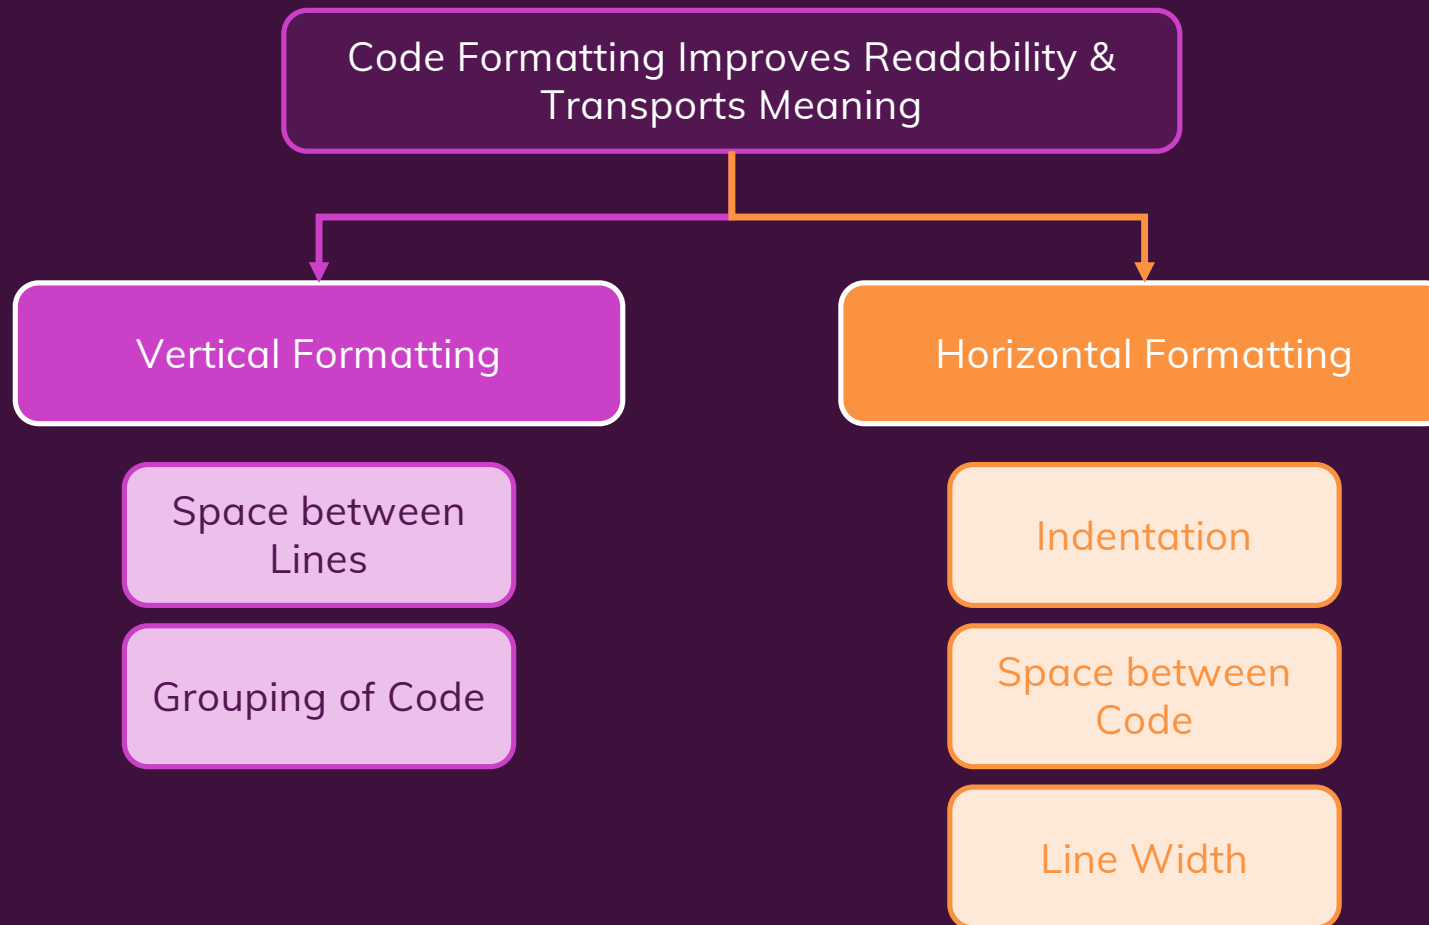 Code Formatting Improves Readability &
Transports Meaning
Vertical Formatting
Horizontal Formatting
Space between
Lines
Grouping of Code
Indentation
Space between
Code
Line Width